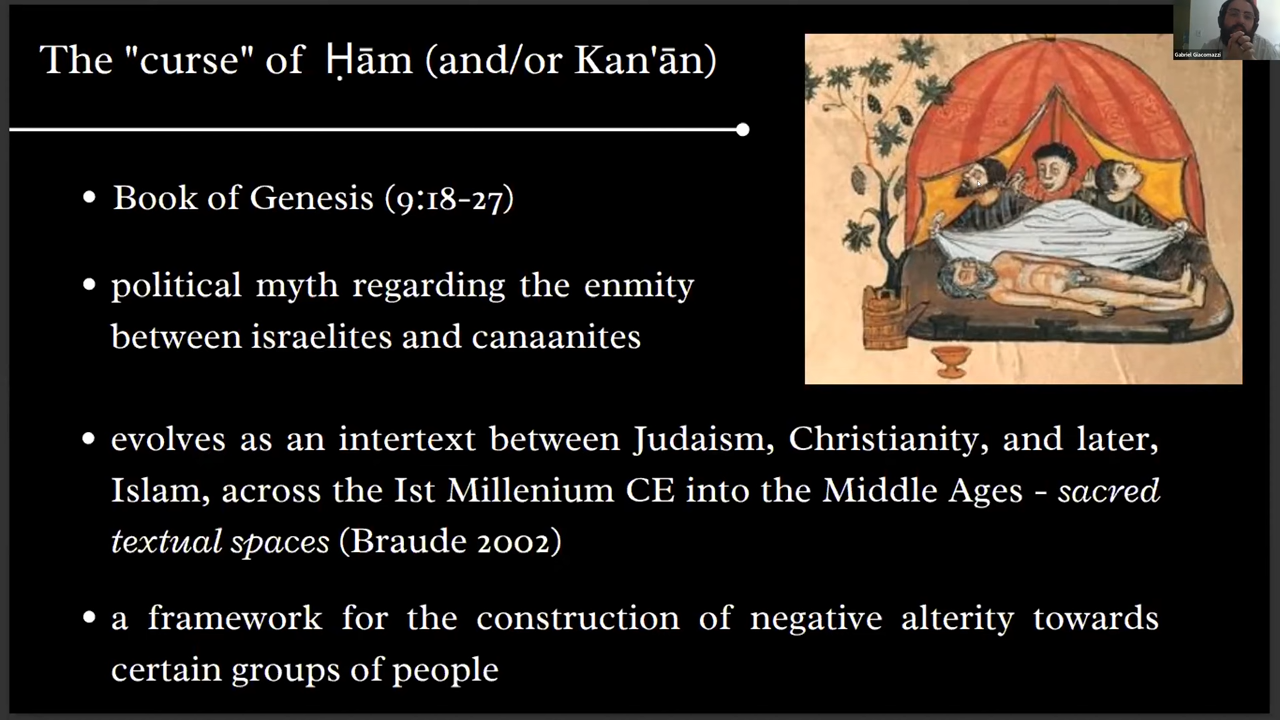 The "curse" of Ḥām (and/or Kan'ān)
Gabriel Giacomazzi
• Book of Genesis (9:18-27)
• political myth regarding the enmity
between israelites and canaanites
• evolves as an intertext between Judaism, Christianity, and later,
Islam, across the Ist Millenium CE into the Middle Ages - sacred
textual spaces (Braude 2002)
• a framework for the construction of negative alterity towards
certain groups of people